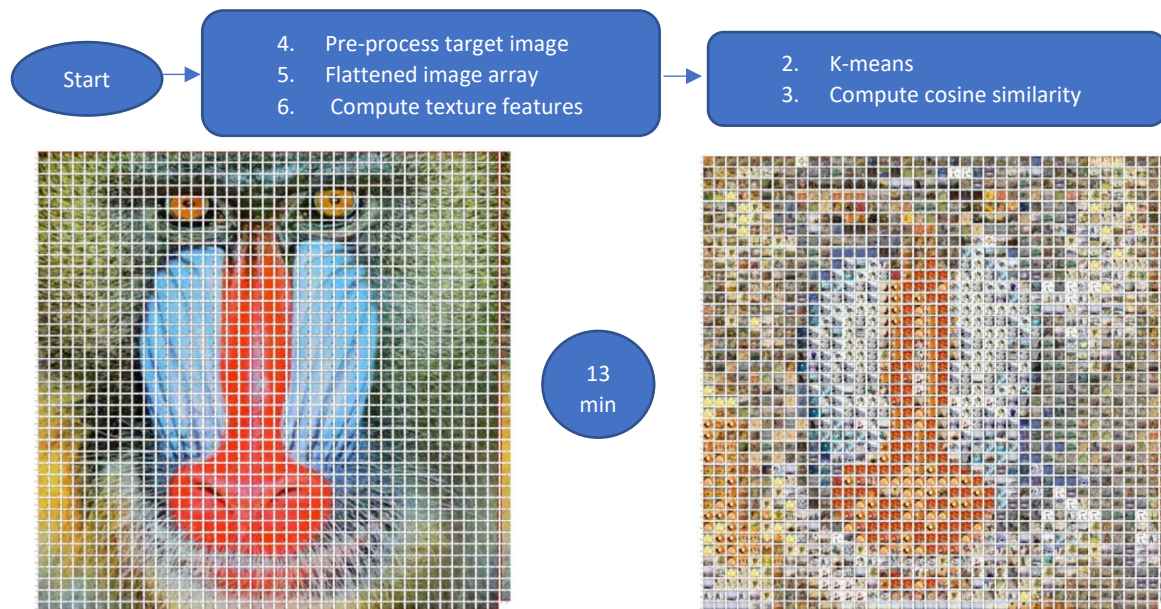 Start
4. Pre-process target image
5. Flattened image array
6. Compute texture features
2. K-means
3. Compute cosine similarity
13
min